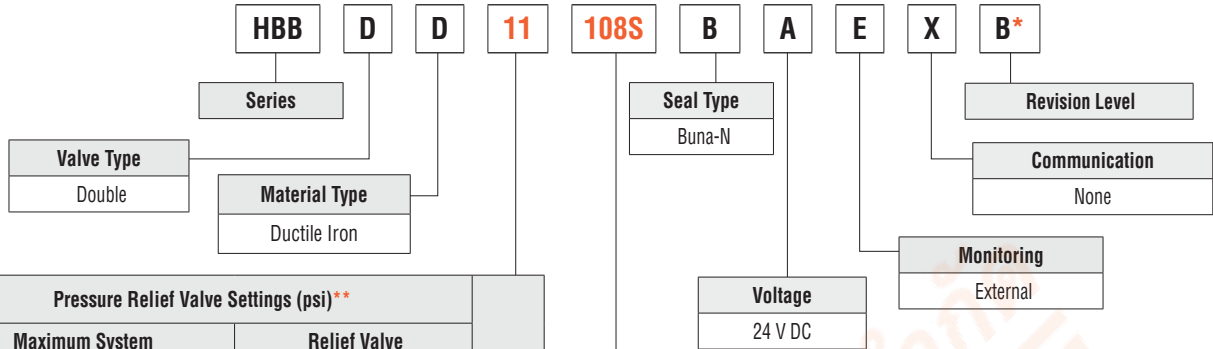 HBB D D 11 108S B A E X B*
Series
Seal Type
Buna-N
Revision Level
Valve Type
Double
Material Type
Ductile Iron
Communication
None
Monitoring
External
Pressure Relief Valve Settings (psi)**
Maximum System
Relief Valve
Voltage
24 V DC